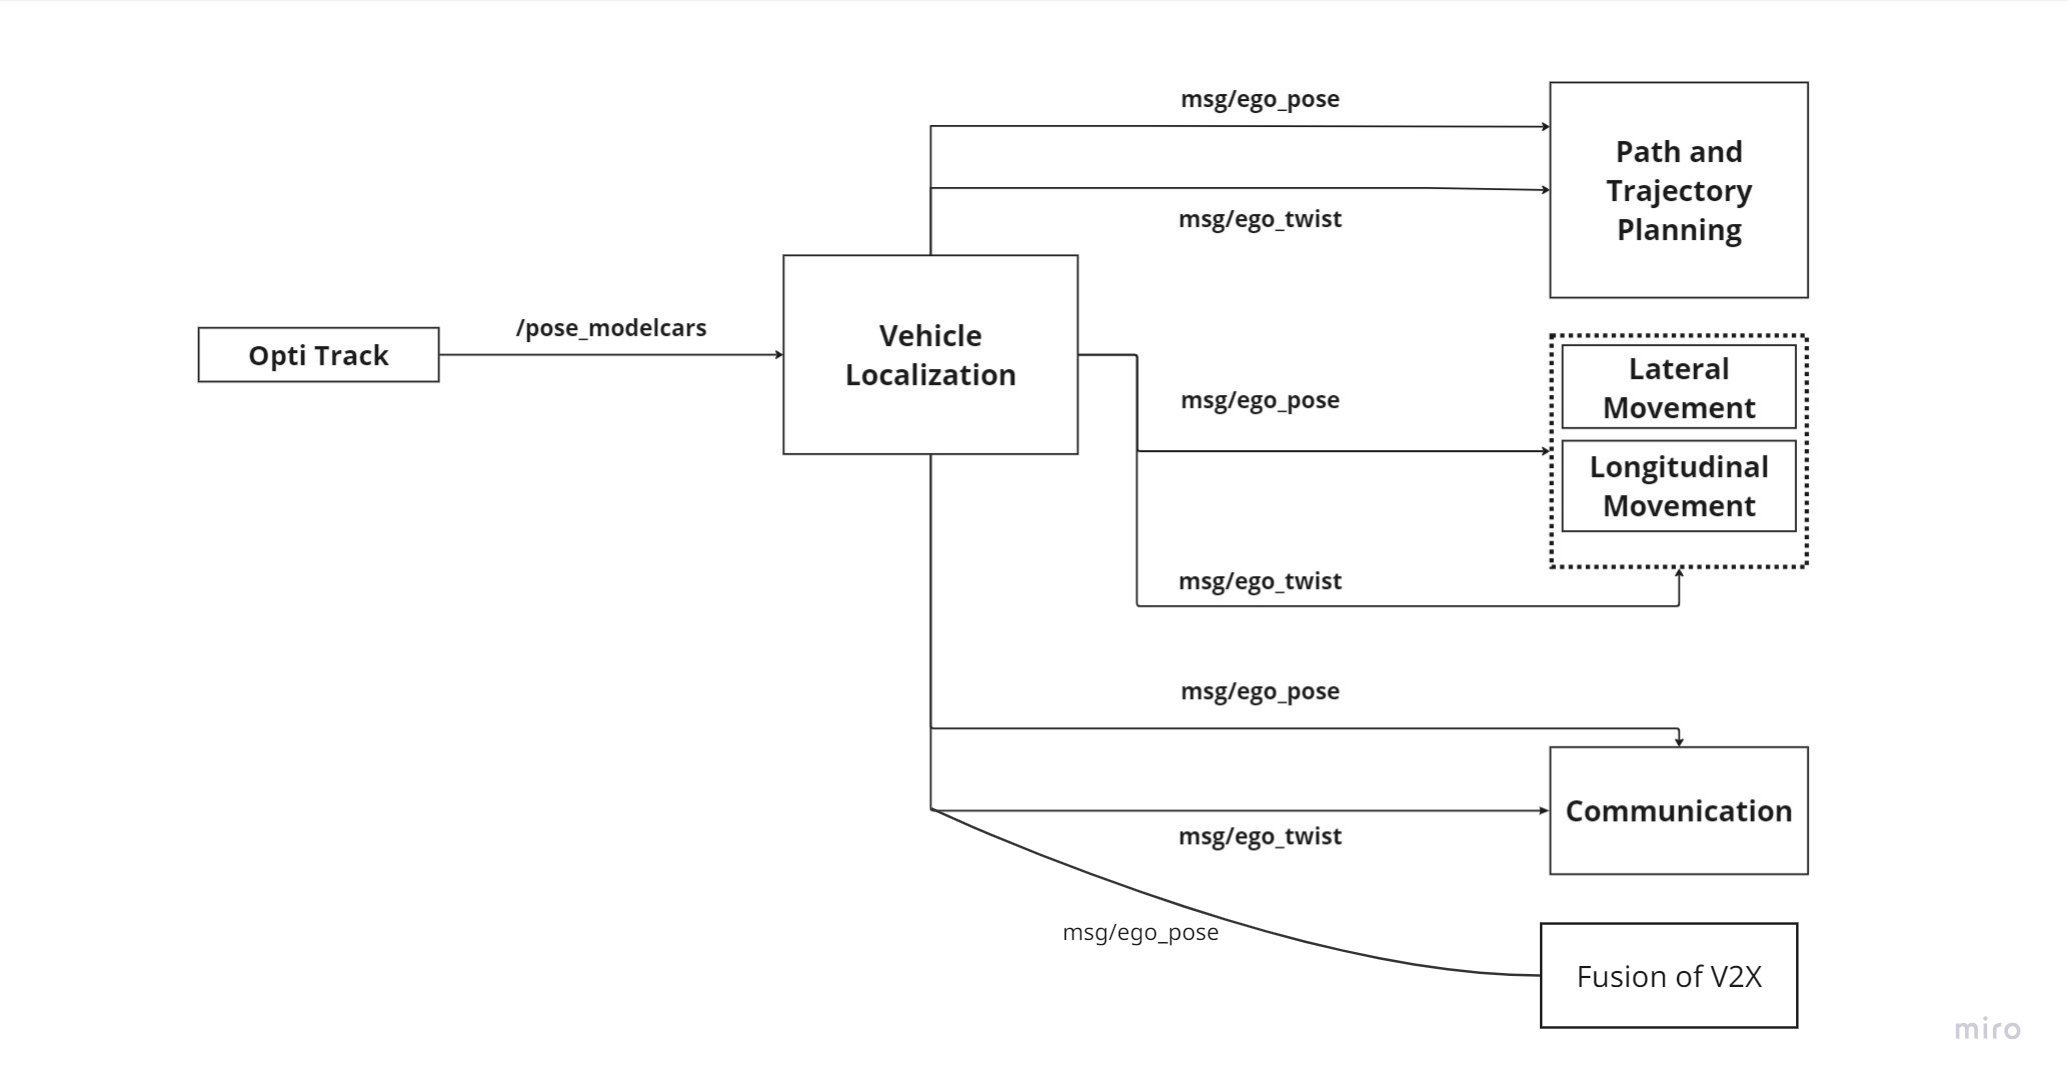 msg/ego_pose
Path and
Trajectory
Planning
msg/ego_twist
/pose_modelcars
Opti Track
Vehicle
Localization
msg/ego_pose
Lateral
Movement
Longitudinal
Movement
msg/ego_twist
msg/ego_pose
Communication
msg/ego_twist
msg/ego_pose
Fusion of V2X
miro